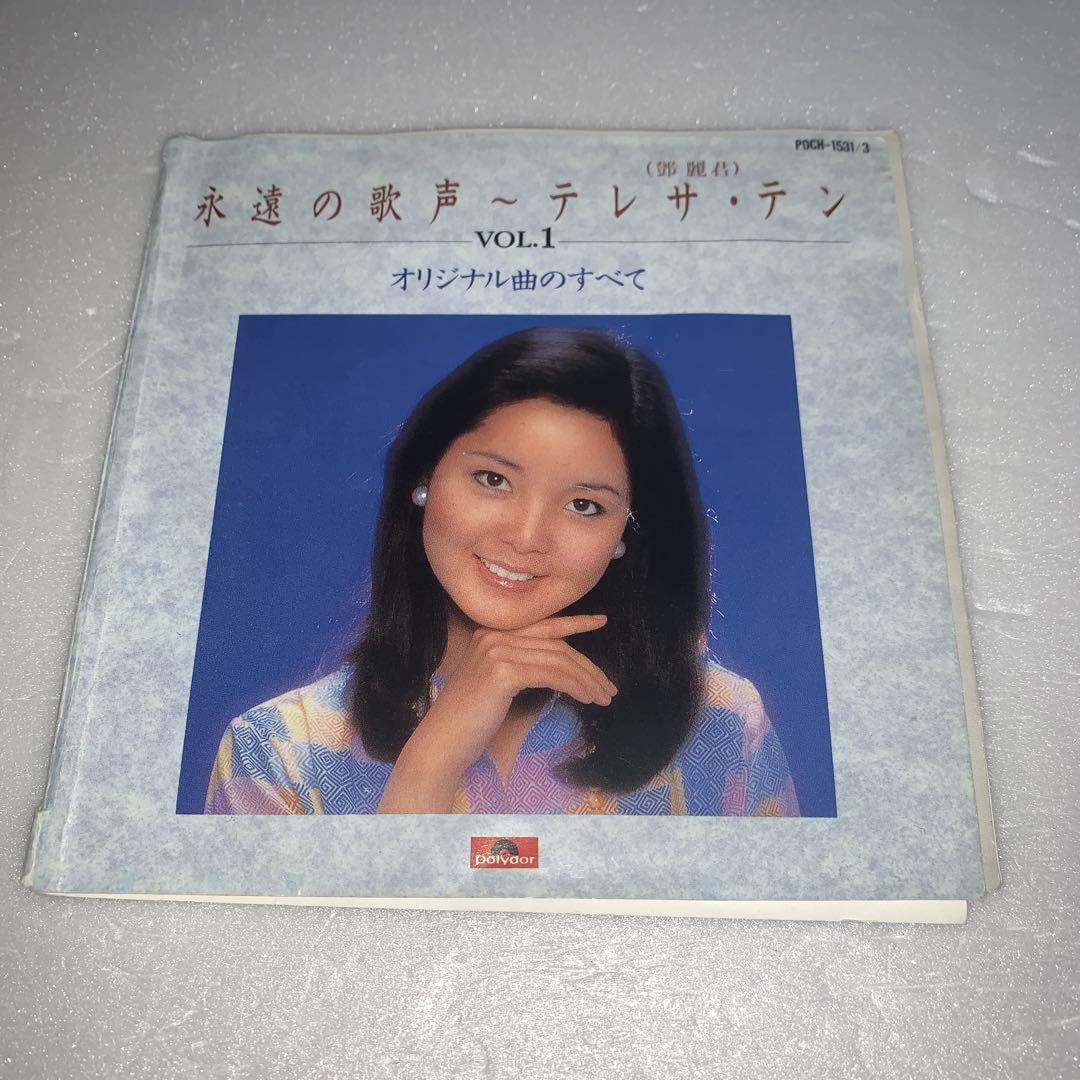 POCH-1531/3
(鄧麗君)
永遠の歌声~テレサ・テン
VOL.1
オリジナル曲のすべて
polydor